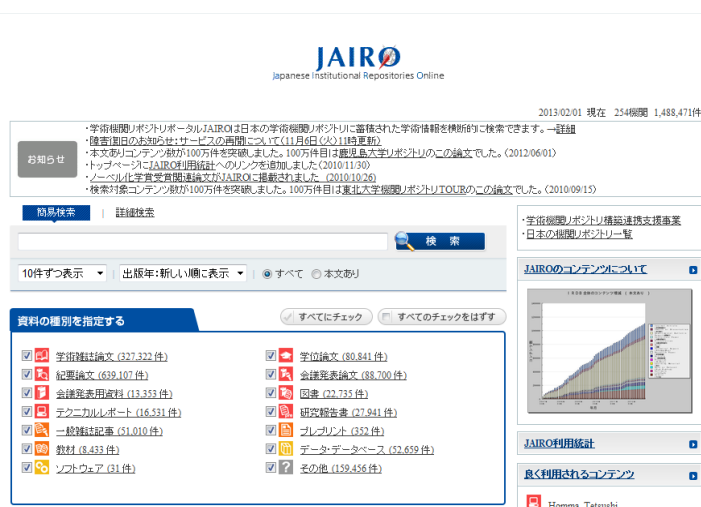 JAIRO
Japanese Institutional Repositories Online
2013/02/01 現在 254機関 1,488,471件
お知らせ
・学術機関リポジトリポータルJAIROは日本の学術機関リポジトリに蓄積された学術情報を横断的に検索できます。→詳細
・障害復旧のお知らせ:サービスの再開について(11月6日(火)11時更新)
・本文ありコンテンツ数が100万件を突破しました。100万件目は鹿児島大学リポジトリのこの論文でした。(2012/06/01)
・トップページにJAIRO利用統計へのリンクを追加しました(2010/11/30)
・ノーベル化学賞受賞関連論文がJAIROに掲載されました (2010/10/26)
・検索対象コンテンツ数が100万件を突破しました。100万件目は東北大学機関リポジトリTOURのこの論文でした。(2010/09/15)
簡易検索 | 詳細検索
検 索
10件ずつ表示 出版年:新しい順に表示 すべて 本文あり
資料の種別を指定する すべてにチェック すべてのチェックをはずす
学術雑誌論文 (327,322 件) 学位論文 (80,841 件)
紀要論文 (639,107 件) 会議発表論文 (88,700 件)
会議発表用資料 (13,353 件) 図書 (22,735 件)
テクニカルレポート (16,531 件) 研究報告書 (27,941 件)
一般雑誌記事 (51,010 件) プレプリント (352 件)
教材 (8,433 件) データ・データベース (52,659 件)
ソフトウェア (31 件) その他 (159,456 件)
・学術機関リポジトリ構築連携支援事業
・日本の機関リポジトリ一覧
JAIROのコンテンツについて
JAIRO利用統計
良く利用されるコンテンツ
Homma, Tetsushi